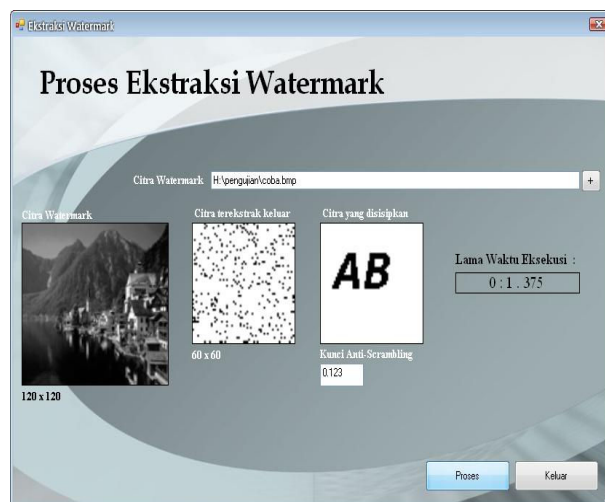 Ekstraksi Watermark
Proses Ekstraksi Watermark
Citra Watermark H:\pengujian\coba.bmp +
Citra Watermark
Citra terekstrak keluar
Citra yang disisipkan
AB
Lama Waktu Eksekusi :
0 : 1 . 375
60 x 60
Kunci Anti-Scrambling
0.123
120 x 120
Proses
Keluar